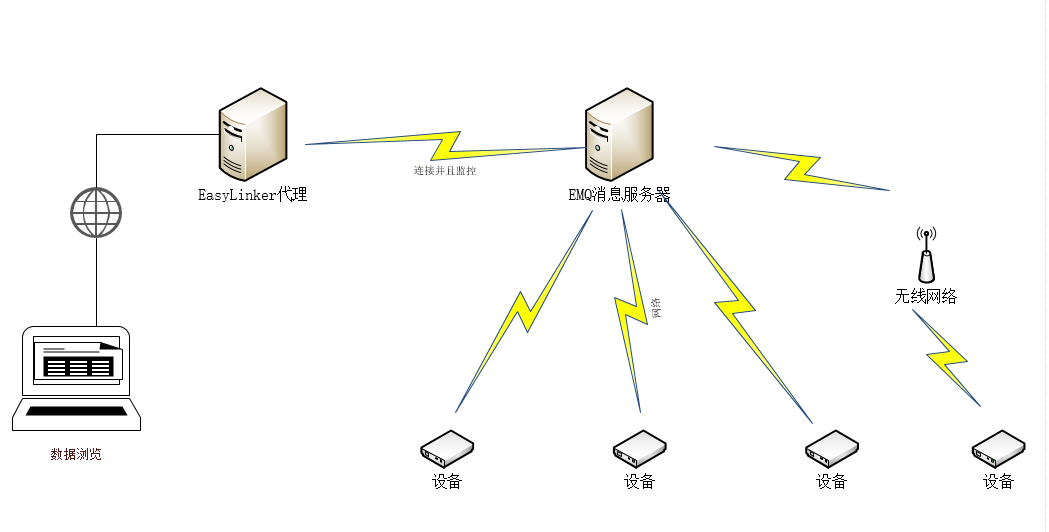 连接并且监控
EasyLinker代理
EMQ消息服务器
无线网络
网络
数据浏览
设备
设备
设备
设备